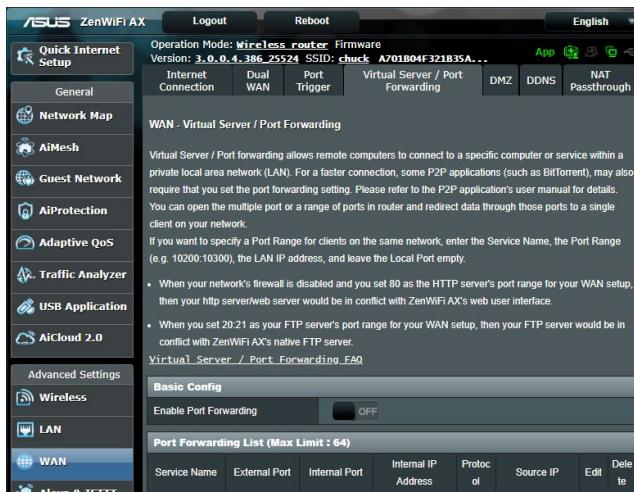 ASUS ZenWiFi AX Logout Reboot English
Quick Internet
Setup
General
Network Map
AiMesh
Guest Network
AiProtection
Adaptive QoS
Traffic Analyzer
USB Application
AiCloud 2.0
Advanced Settings
Wireless
LAN
WAN
Operation Mode: Wireless router Firmware
Version: 3.0.0.4.386_25524 SSID: chuck A701B04F321B35A...
App
Internet
Connection
Dual
WAN
Port
Trigger
Virtual Server / Port
Forwarding
DMZ
DDNS
NAT
Passthrough
WAN - Virtual Server / Port Forwarding
Virtual Server / Port forwarding allows remote computers to connect to a specific computer or service within a
private local area network (LAN). For a faster connection, some P2P applications (such as BitTorrent), may also
require that you set the port forwarding setting. Please refer to the P2P application's user manual for details.
You can open the multiple port or a range of ports in router and redirect data through those ports to a single
client on your network.
If you want to specify a Port Range for clients on the same network, enter the Service Name, the Port Range
(e.g. 10200:10300), the LAN IP address, and leave the Local Port empty.
• When your network's firewall is disabled and you set 80 as the HTTP server's port range for your WAN setup,
then your http server/web server would be in conflict with ZenWiFi AX's web user interface.
• When you set 20:21 as your FTP server's port range for your WAN setup, then your FTP server would be in
conflict with ZenWiFi AX's native FTP server.
Virtual Server / Port Forwarding FAQ
Basic Config
Enable Port Forwarding OFF
Port Forwarding List (Max Limit : 64)
Service Name
External Port
Internal Port
Internal IP
Address
Protoc
ol
Source IP
Edit
Dele
te